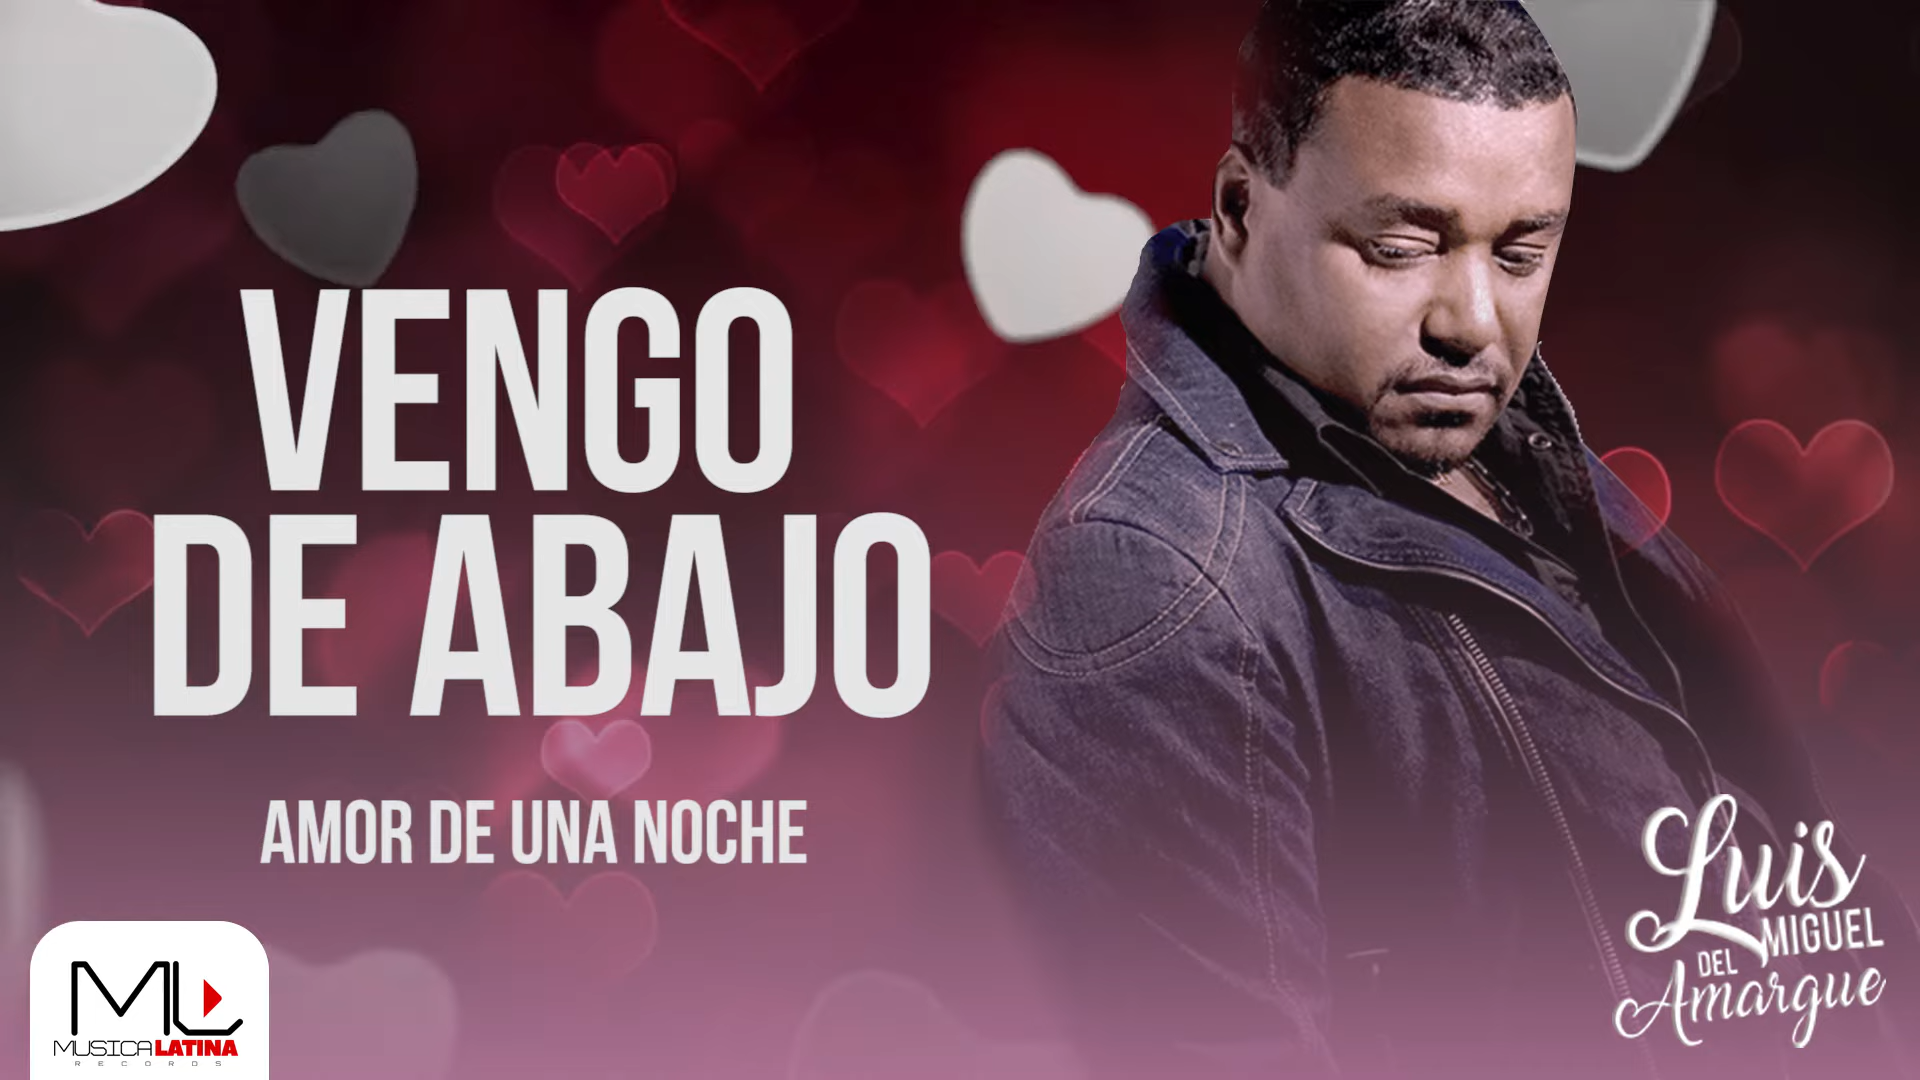 VENGO
DE ABAJO
AMOR DE UNA NOCHE
Luis
MIGUEL
DEL
Amargue
ML
MUSICALATINA
RECORDS